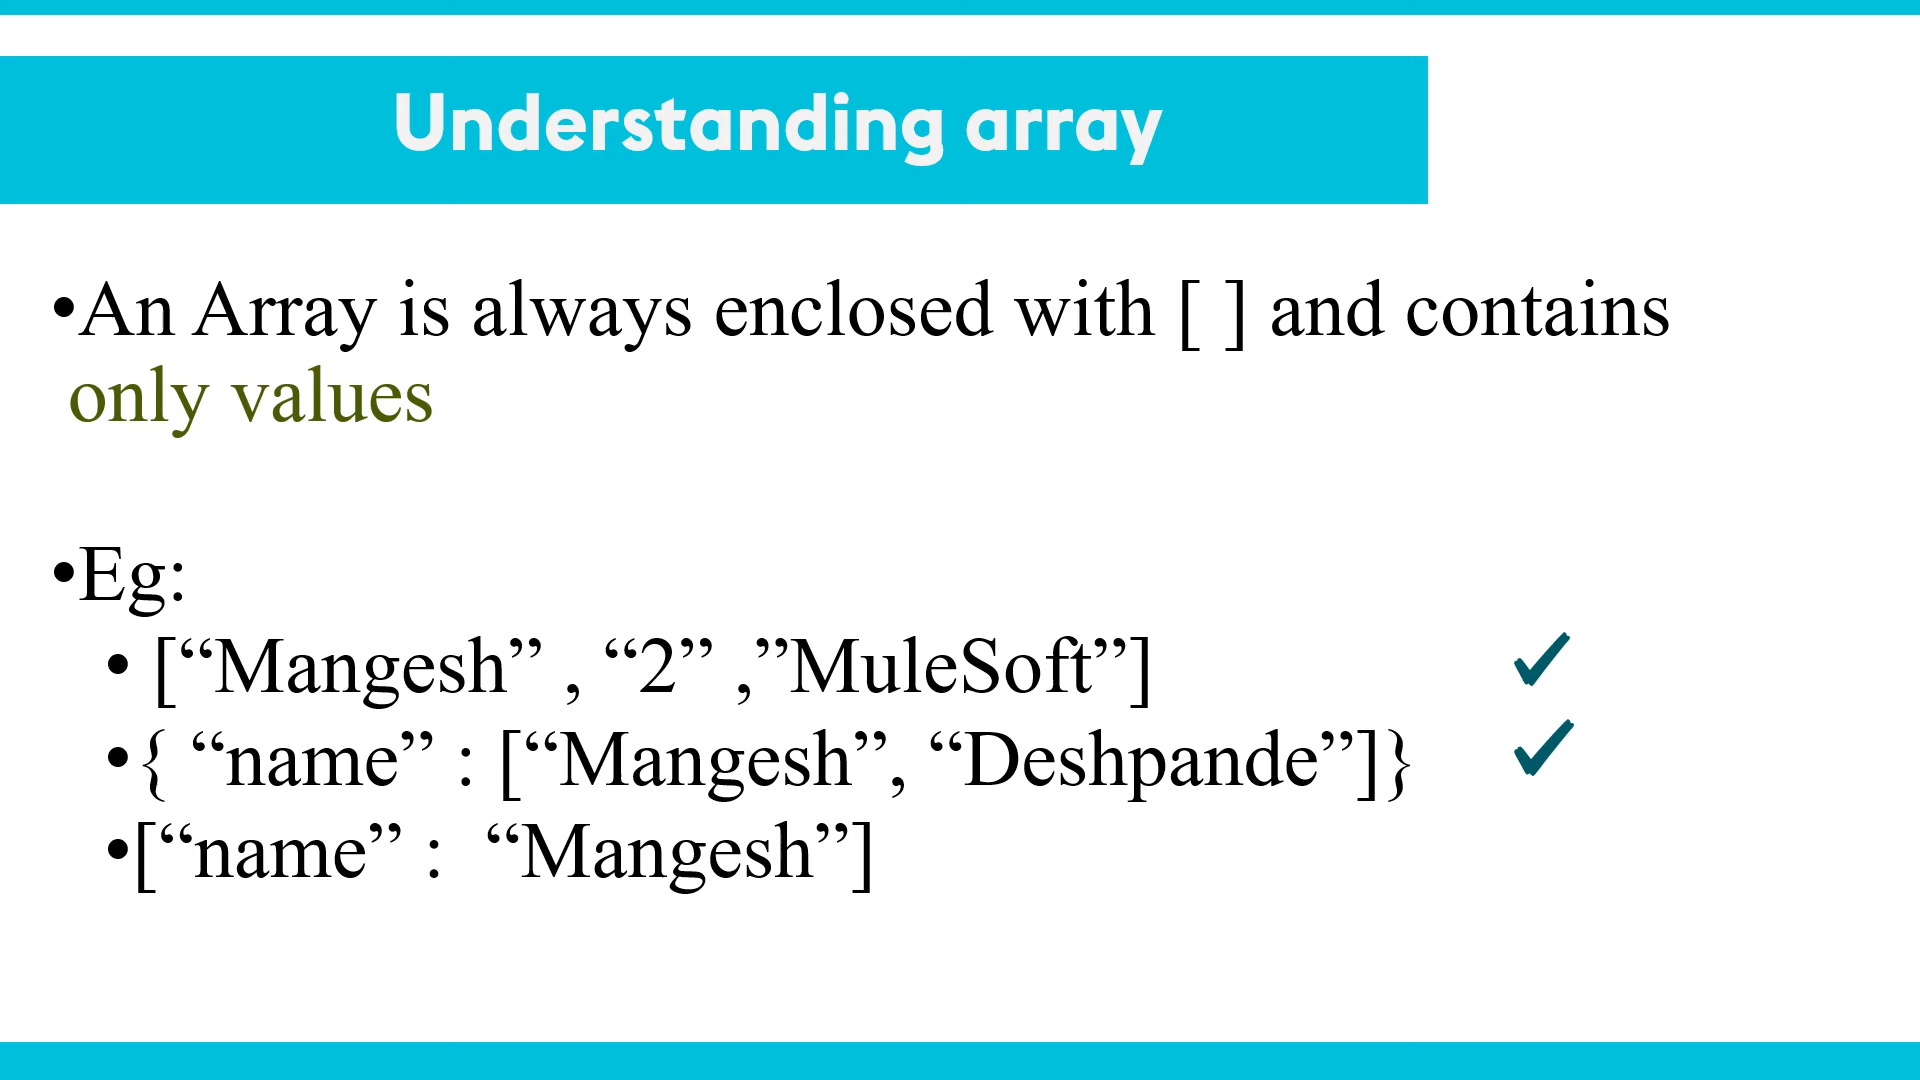 Understanding array
•An Array is always enclosed with [ ] and contains
only values
•Eg:
• [“Mangesh” , “2” ,”MuleSoft”] ✓
•{ “name” : [“Mangesh”, “Deshpande”]} ✓
•[“name” :  “Mangesh”]